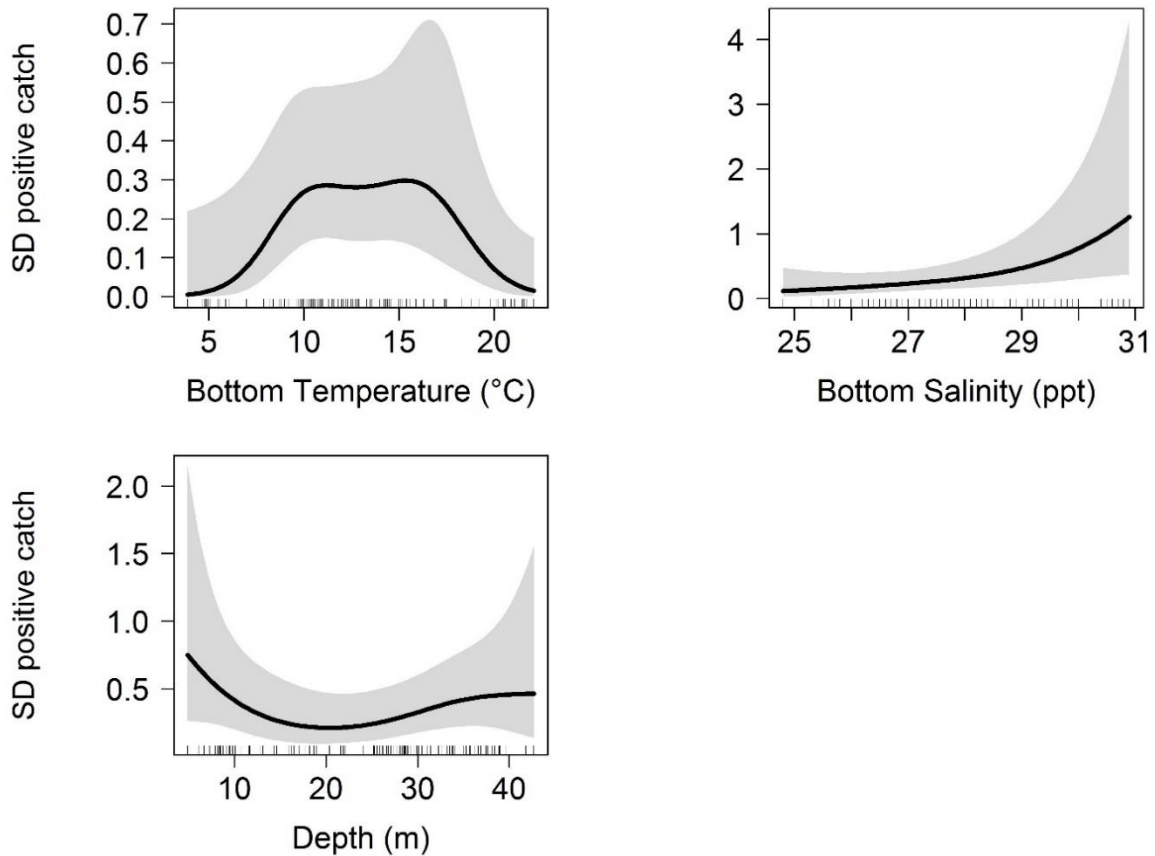 SD positive catch
0.7
0.6
0.5
0.4
0.3
0.2
0.1
0.0
5 10 15 20
Bottom Temperature (°C)
4
3
2
1
0
25 27 29 31
Bottom Salinity (ppt)
SD positive catch
2.0
1.5
1.0
0.5
10 20 30 40
Depth (m)